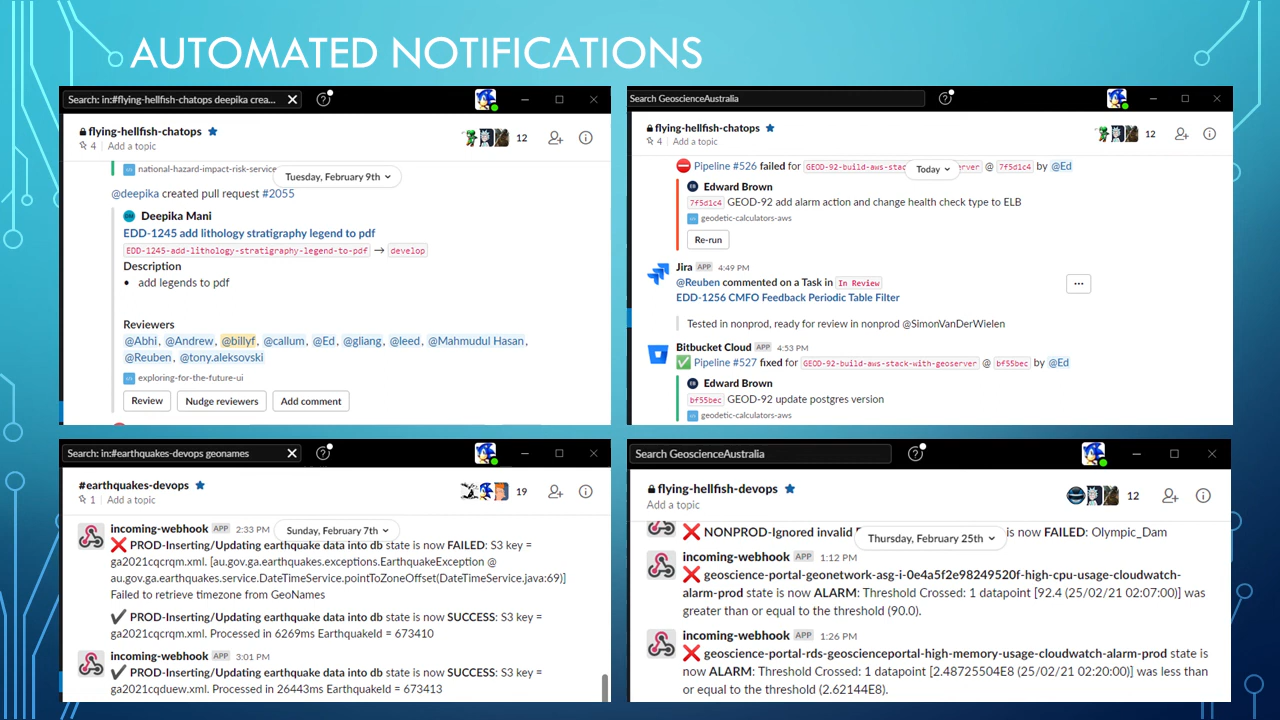 AUTOMATED NOTIFICATIONS
Search: in:#flying-hellfish-chatops deepika crea...
flying-hellfish-chatops
4 | Add a topic
12
national-hazard-impact-risk-service
Tuesday, February 9th
@deepika created pull request #2055
DM Deepika Mani
EDD-1245 add lithology stratigraphy legend to pdf
EDD-1245-add-lithology-stratigraphy-legend-to-pdf → develop
Description
• add legends to pdf
Reviewers
@Abhi, @Andrew, @billyf, @callum, @Ed, @gliang, @leed, @Mahmudul Hasan,
@Reuben, @tony.aleksovski
exploring-for-the-future-ui
Review Nudge reviewers Add comment
Search GeoscienceAustralia
flying-hellfish-chatops
4 | Add a topic
12
Pipeline #526 failed for GEOD-92-build-aws-stack erver @ 7f5d1c4 by @Ed
Today
EB Edward Brown
7f5d1c4 GEOD-92 add alarm action and change health check type to ELB
geodetic-calculators-aws
Re-run
Jira APP 4:49 PM
@Reuben commented on a Task in In Review
EDD-1256 CMFO Feedback Periodic Table Filter
Tested in nonprod, ready for review in nonprod @SimonVanDerWielen
Bitbucket Cloud APP 4:53 PM
Pipeline #527 fixed for GEOD-92-build-aws-stack-with-geoserver @ bf55bec by @Ed
EB Edward Brown
bf55bec GEOD-92 update postgres version
geodetic-calculators-aws
Search: in:#earthquakes-devops geonames
#earthquakes-devops
1 | Add a topic
19
incoming-webhook APP 2:33 PM
Sunday, February 7th
PROD-Inserting/Updating earthquake data into db state is now FAILED: S3 key =
ga2021cqcrqm.xml. [au.gov.ga.earthquakes.exceptions.EarthquakeException @
au.gov.ga.earthquakes.service.DateTimeService.pointToZoneOffset(DateTimeService.java:69)]
Failed to retrieve timezone from GeoNames
PROD-Inserting/Updating earthquake data into db state is now SUCCESS: S3 key =
ga2021cqcrqm.xml. Processed in 6269ms EarthquakeId = 673410
incoming-webhook APP 3:01 PM
PROD-Inserting/Updating earthquake data into db state is now SUCCESS: S3 key =
ga2021cqduew.xml. Processed in 26443ms EarthquakeId = 673413
Search GeoscienceAustralia
flying-hellfish-devops
Add a topic
12
NONPROD-Ignored invalid is now FAILED: Olympic_Dam
Thursday, February 25th
incoming-webhook APP 1:12 PM
geoscience-portal-geonetwork-asg-i-0e4a5f2e98249520f-high-cpu-usage-cloudwatch-
alarm-prod state is now ALARM: Threshold Crossed: 1 datapoint [92.4 (25/02/21 02:07:00)] was
greater than or equal to the threshold (90.0).
incoming-webhook APP 1:26 PM
geoscience-portal-rds-geoscienceportal-high-memory-usage-cloudwatch-alarm-prod state is
now ALARM: Threshold Crossed: 1 datapoint [2.48725504E8 (25/02/21 02:20:00)] was less than
or equal to the threshold (2.62144E8).